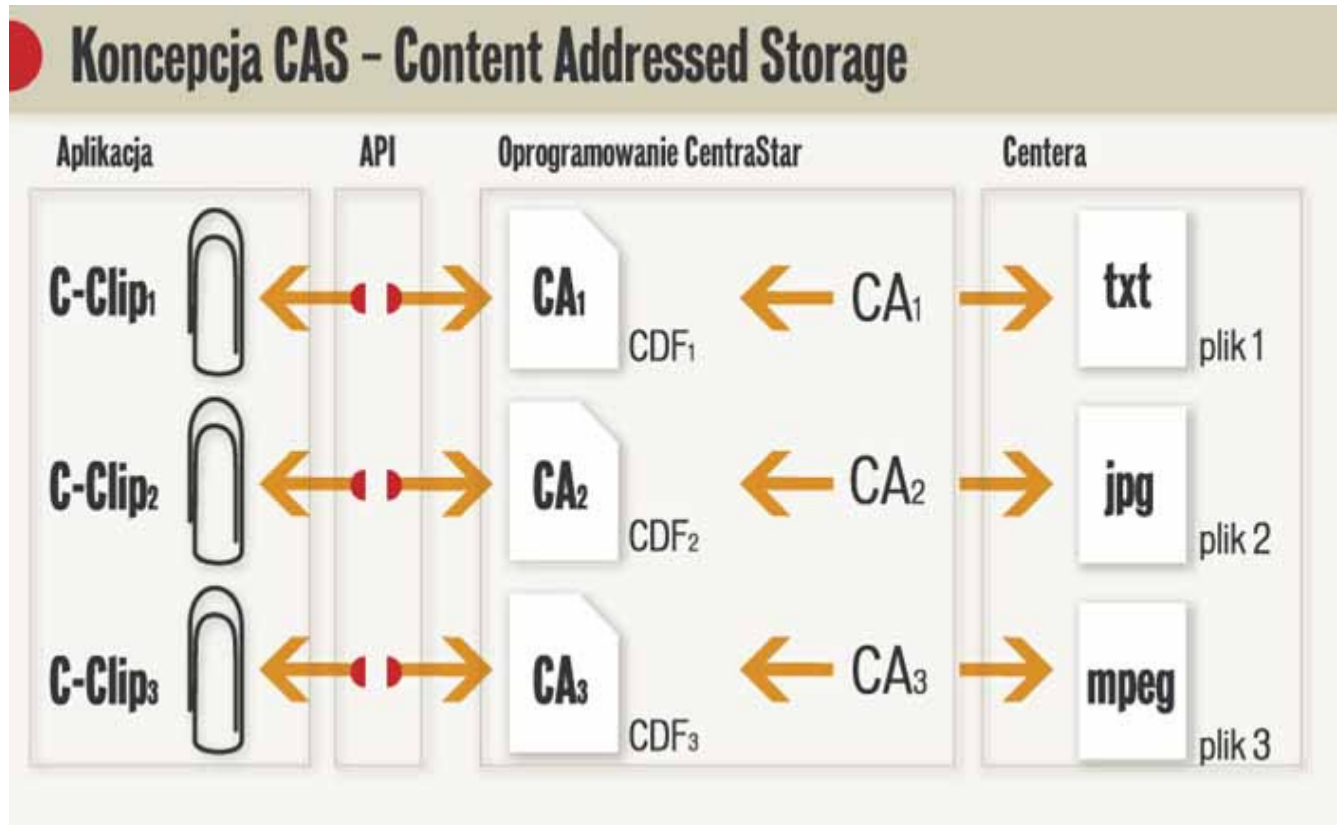 Koncepcja CAS – Content Addressed Storage
Aplikacja
API
Oprogramowanie CentraStar
Centera
C-Clip₁
CA₁
CDF₁
CA₁
txt
plik 1
C-Clip₂
CA₂
CDF₂
CA₂
jpg
plik 2
C-Clip₃
CA₃
CDF₃
CA₃
mpeg
plik 3